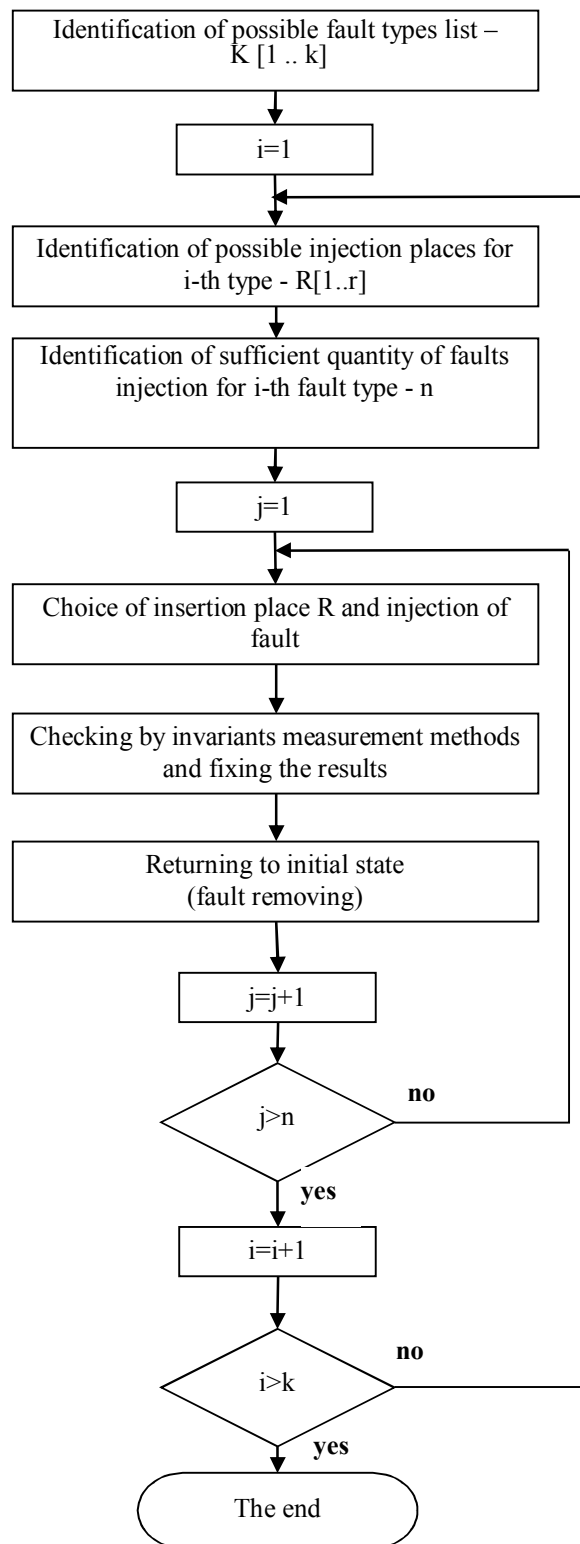 Identification of possible fault types list –
K [1 .. k]
i=1
Identification of possible injection places for
i-th type - R[1..r]
Identification of sufficient quantity of faults
injection for i-th fault type - n
j=1
Choice of insertion place R and injection of
fault
Checking by invariants measurement methods
and fixing the results
Returning to initial state
(fault removing)
j=j+1
no
j>n
yes
i=i+1
no
i>k
yes
The end